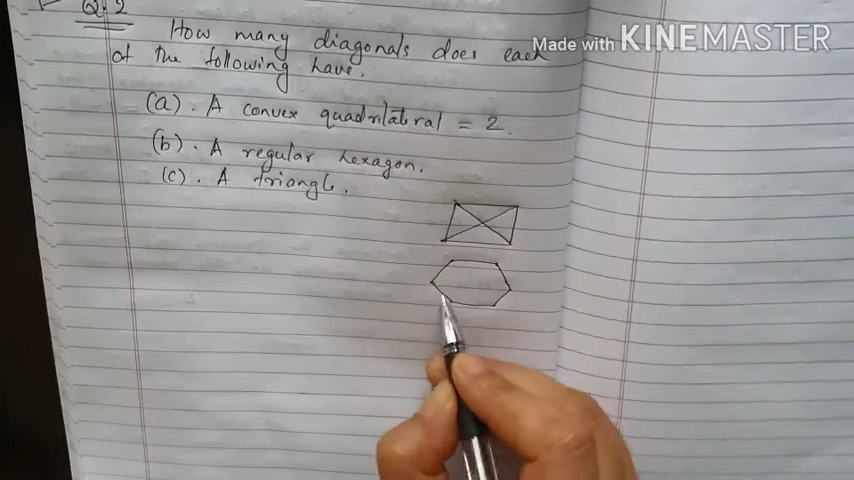 Q. 2
How many diagonals does each
of the following have.
(a). A convex quadrilateral = 2.
(b). A regular hexagon.
(c). A triangle.
Made with KINEMASTER